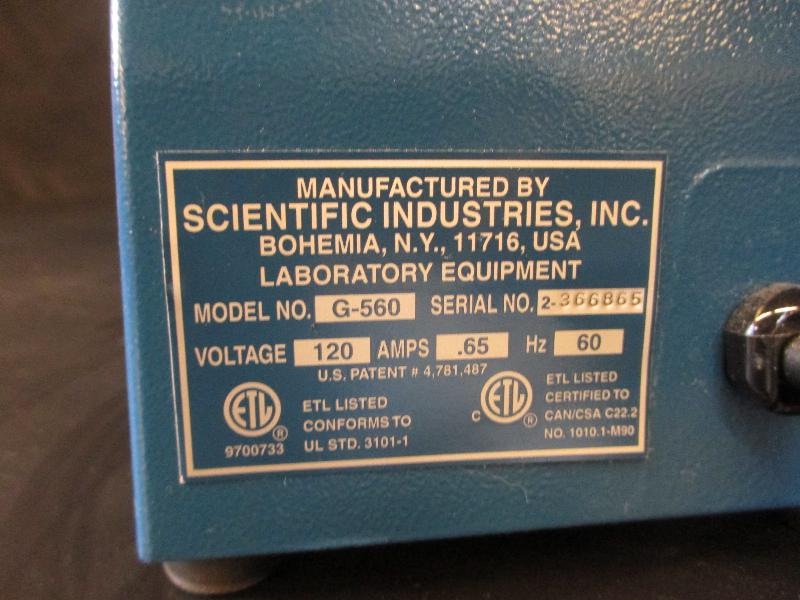 MANUFACTURED BY
SCIENTIFIC INDUSTRIES, INC.
BOHEMIA, N.Y., 11716, USA
LABORATORY EQUIPMENT
MODEL NO. G-560 SERIAL NO. 2-366865
VOLTAGE 120 AMPS .65 Hz 60
U.S. PATENT # 4,781,487
ETL ® 9700733
ETL LISTED
CONFORMS TO
UL STD. 3101-1
C ETL ®
ETL LISTED
CERTIFIED TO
CAN/CSA C22.2
NO. 1010.1-M90